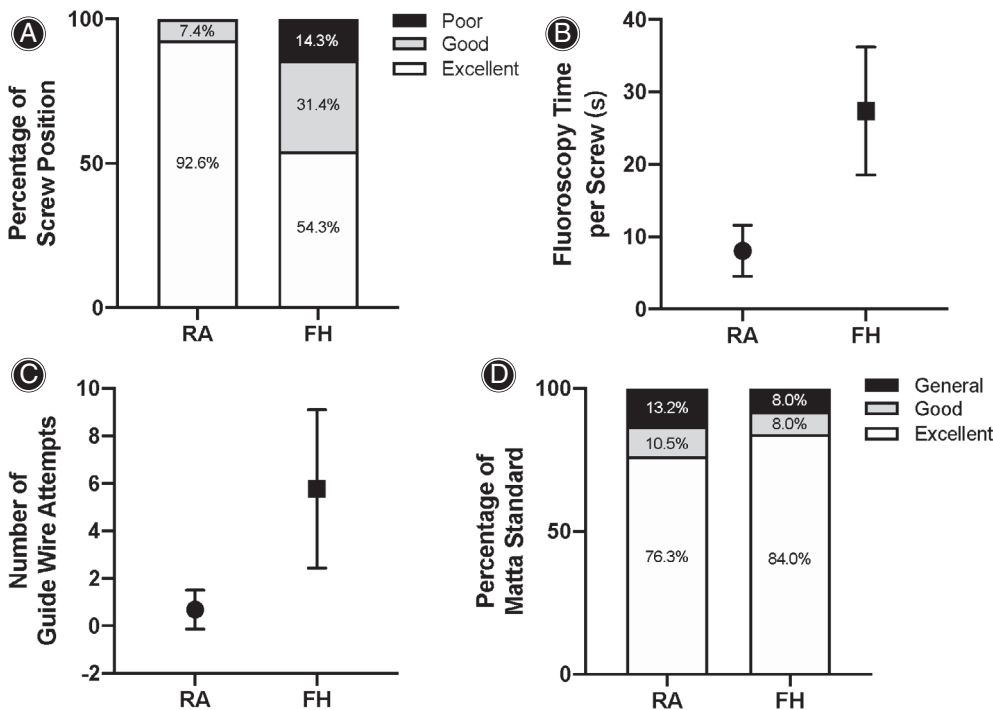 A
Percentage of
Screw Position
100
50
0
7.4%
92.6%
14.3%
31.4%
54.3%
RA
FH
Poor
Good
Excellent
B
Fluoroscopy Time
per Screw (s)
40
30
20
10
0
RA
FH
C
Number of
Guide Wire Attempts
10
8
6
4
2
0
-2
RA
FH
D
Percentage of
Matta Standard
100
50
0
13.2%
10.5%
76.3%
8.0%
8.0%
84.0%
RA
FH
General
Good
Excellent